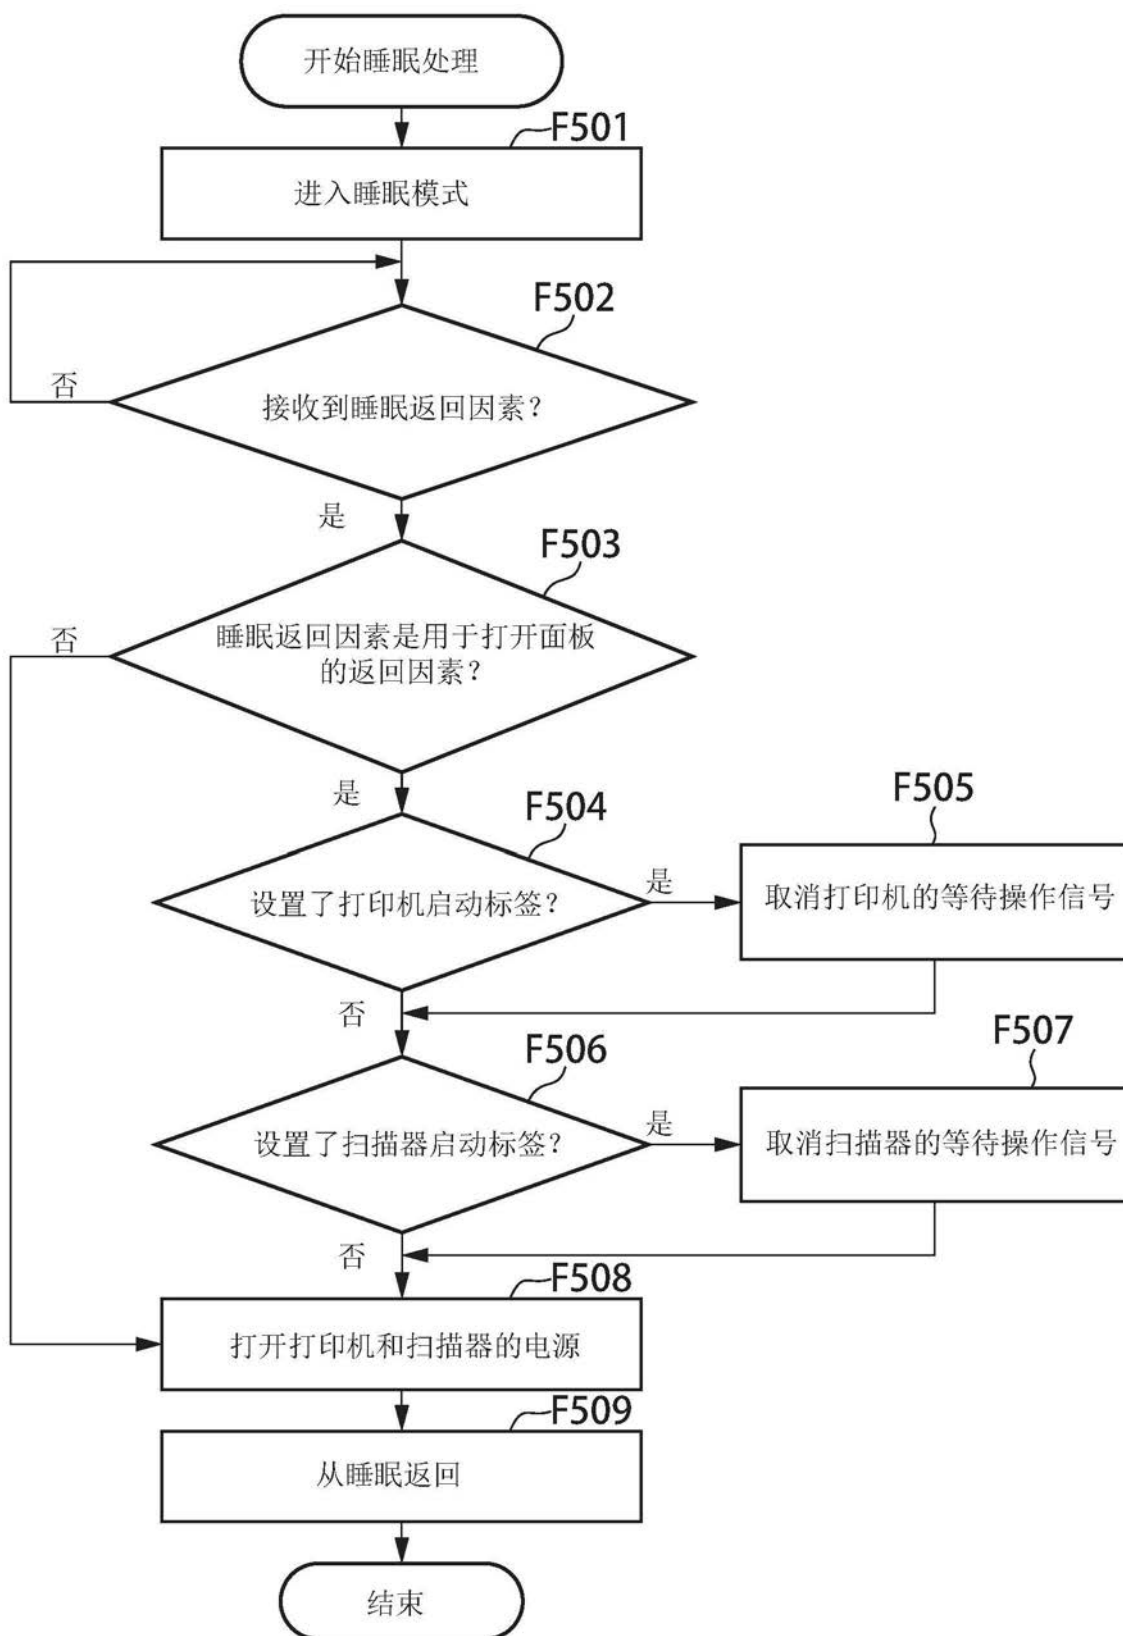 开始睡眠处理
F501
进入睡眠模式
F502
否
接收到睡眠返回因素?
是
F503
否
睡眠返回因素是用于打开面板
的返回因素?
是
F504
F505
设置了打印机启动标签?
是
取消打印机的等待操作信号
否
F506
F507
设置了扫描器启动标签?
是
取消扫描器的等待操作信号
否
F508
打开打印机和扫描器的电源
F509
从睡眠返回
结束